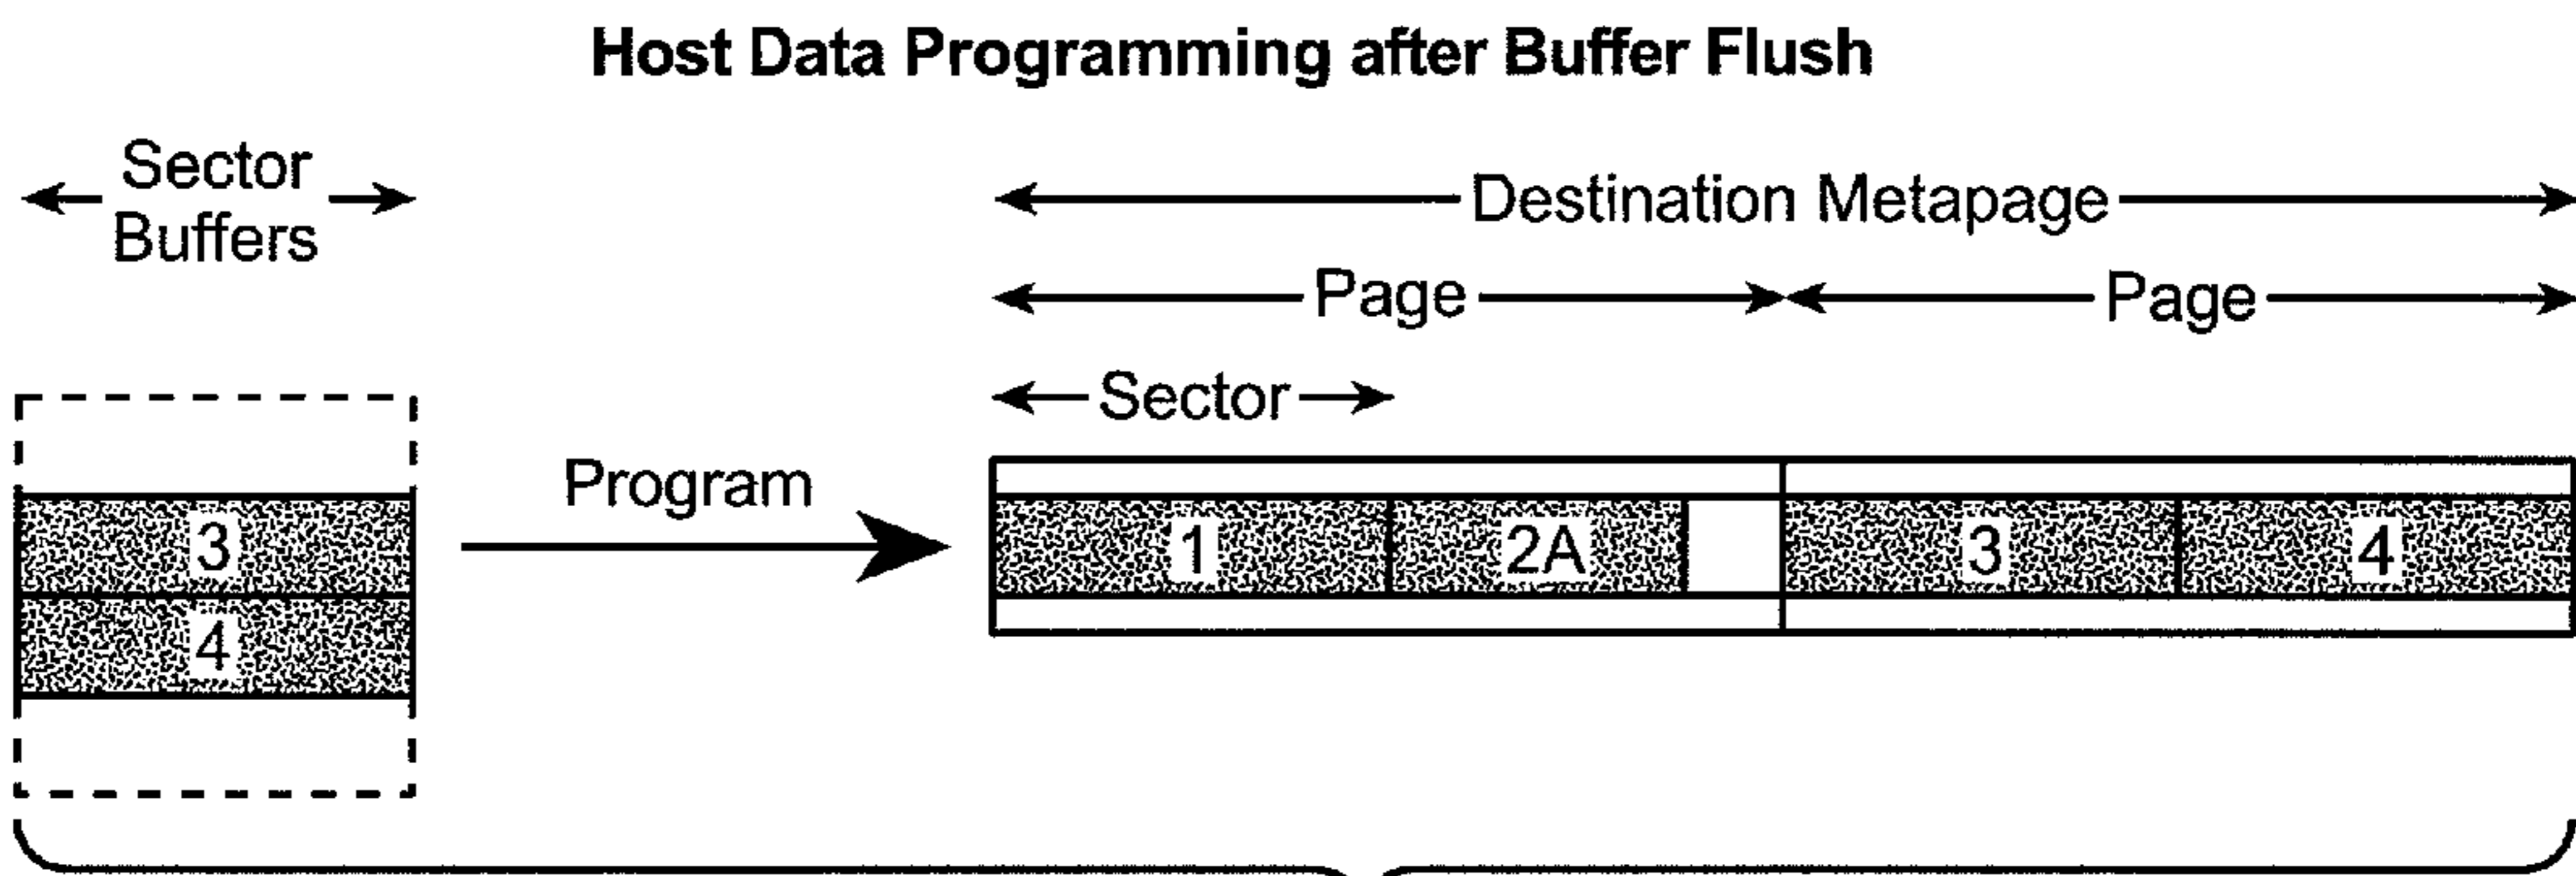 Host Data Programming after Buffer Flush
Sector
Buffers
Destination Metapage
Page Page
Sector
Program
3
4
1 2A 3 4